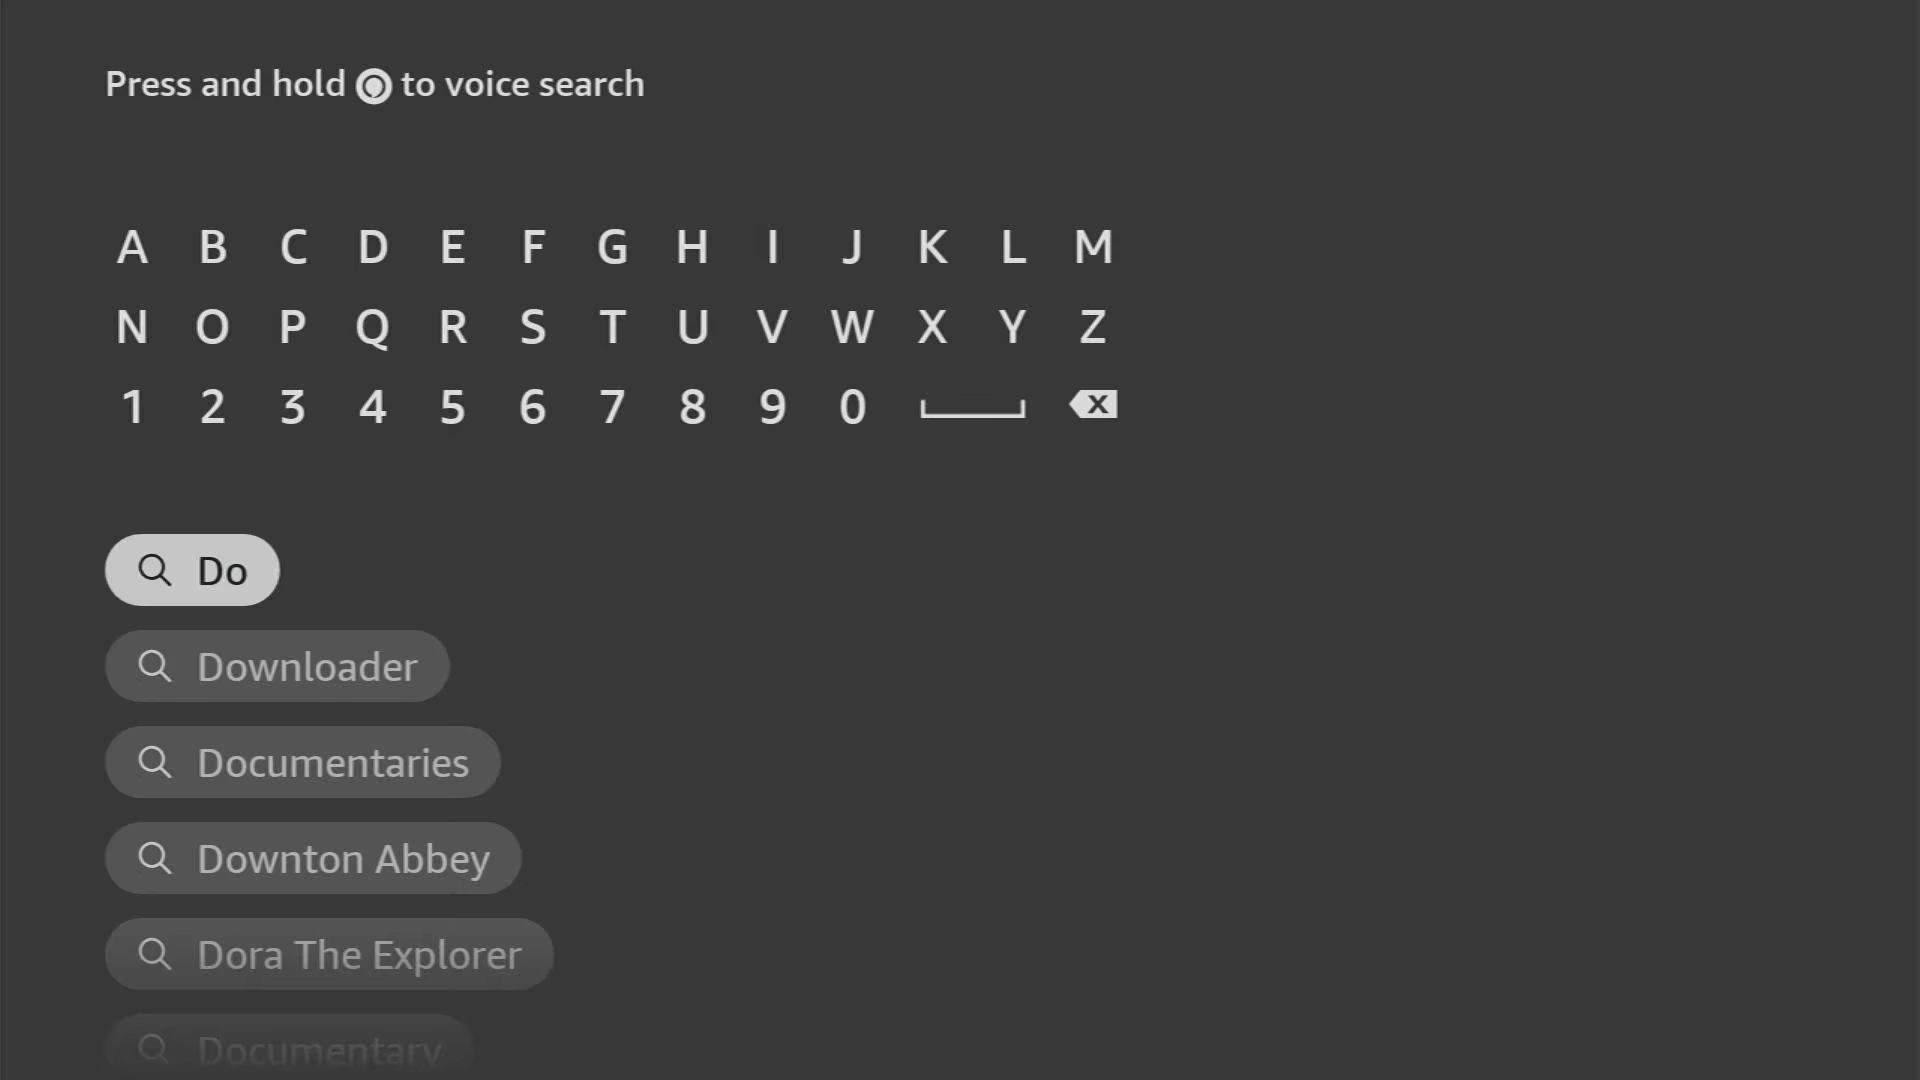 Press and hold to voice search
A B C D E F G H I J K L M
N O P Q R S T U V W X Y Z
1 2 3 4 5 6 7 8 9 0
Do
Downloader
Documentaries
Downton Abbey
Dora The Explorer
Documentary